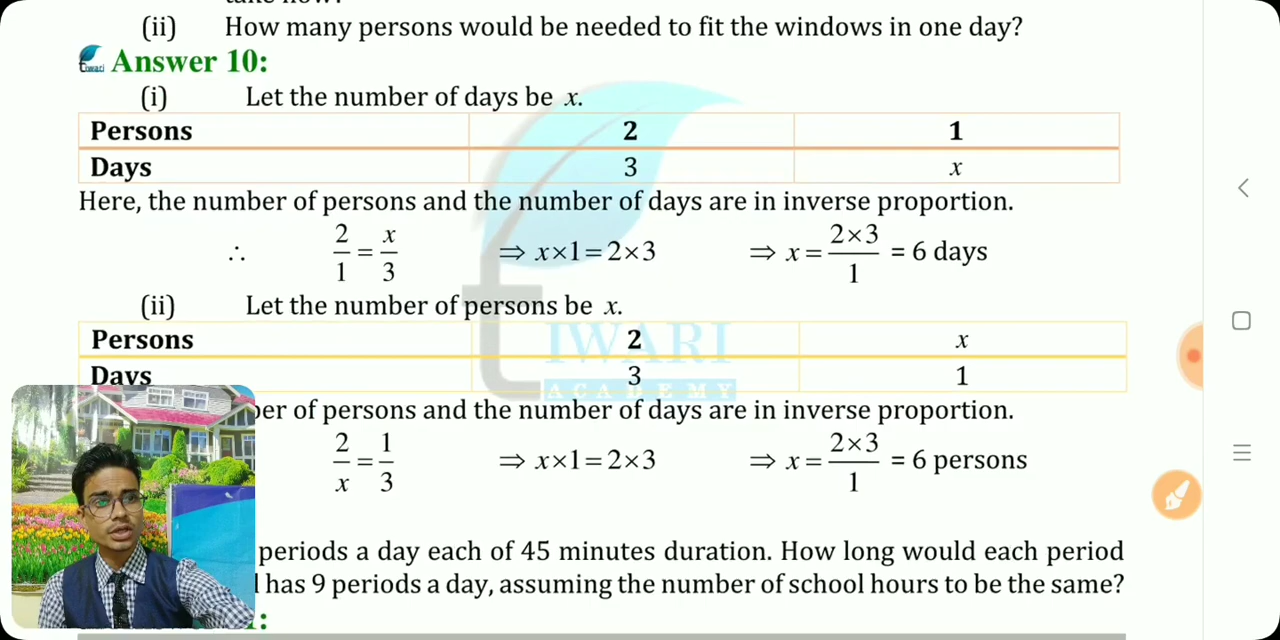 (ii) How many persons would be needed to fit the windows in one day?
tiwari Answer 10:
(i) Let the number of days be x.
Persons 2 1
Days 3 x
Here, the number of persons and the number of days are in inverse proportion.
∴ 2/1 = x/3 ⇒ x×1=2×3 ⇒ x = 2×3/1 = 6 days
(ii) Let the number of persons be x.
Persons 2 x
IWARI
Days 3 1
ACADEMY
ber of persons and the number of days are in inverse proportion.
2/x = 1/3 ⇒ x×1=2×3 ⇒ x = 2×3/1 = 6 persons
periods a day each of 45 minutes duration. How long would each period
has 9 periods a day, assuming the number of school hours to be the same?